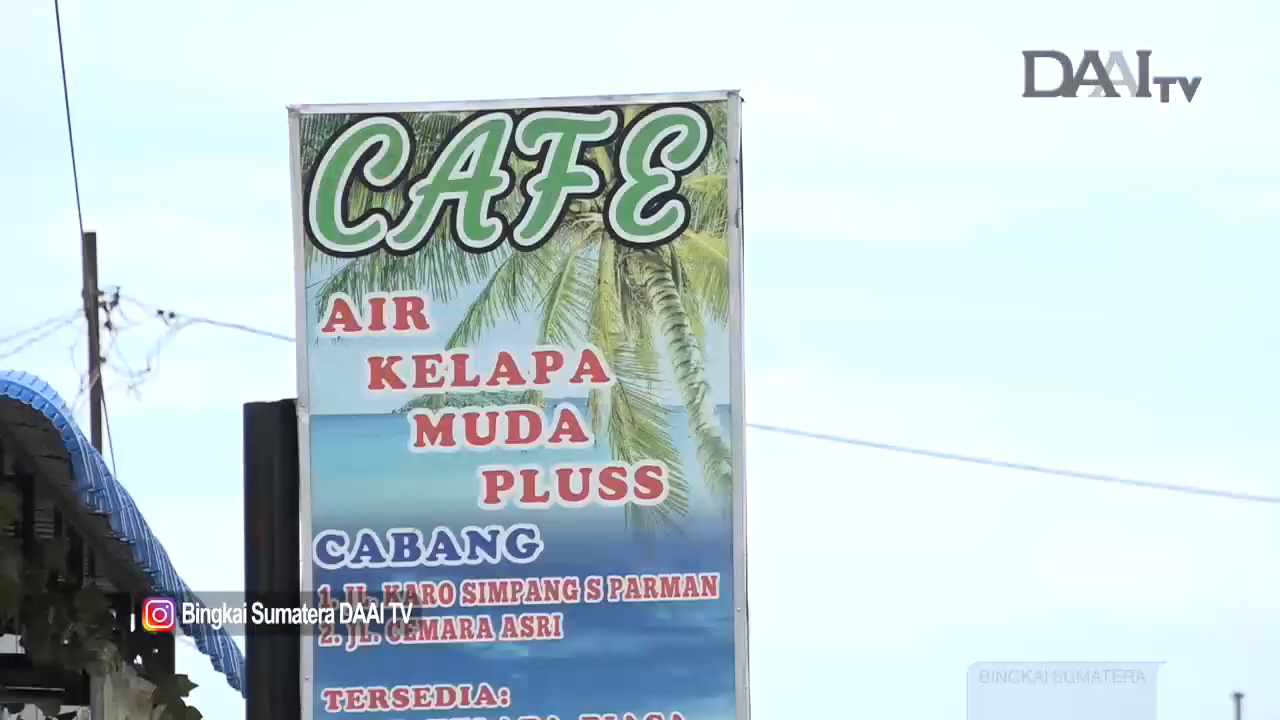 DAAI TV
CAFE
AIR
KELAPA
MUDA
PLUSS
CABANG
1. JL. KARO SIMPANG S PARMAN
2. JL. CEMARA ASRI
Bingkai Sumatera DAAI TV
BINGKAI SUMATERA
TERSEDIA: